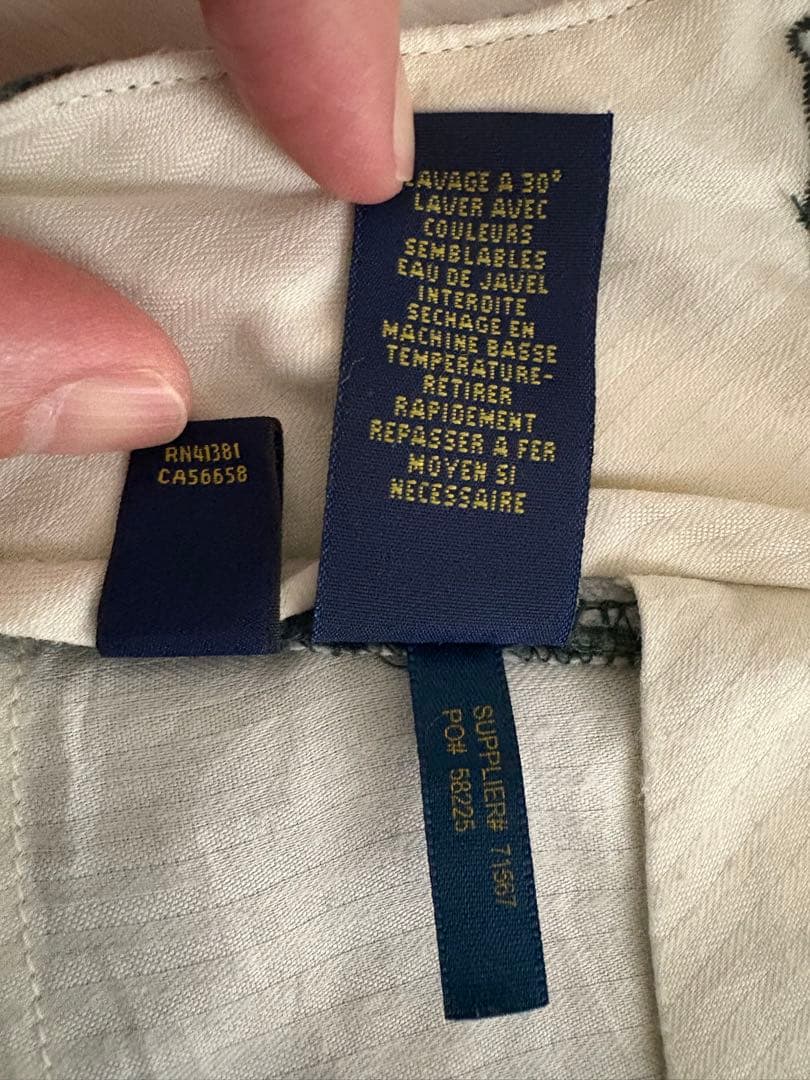 LAVAGE A 30°
LAVER AVEC
COULEURS
SEMBLABLES
EAU DE JAVEL
INTERDITE
SECHAGE EN
MACHINE BASSE
TEMPERATURE-
RETIRER
RAPIDEMENT
REPASSER A FER
MOYEN SI
NECESSAIRE
RN41381
CA56658
SUPPLIER# 71567
PO# 58225